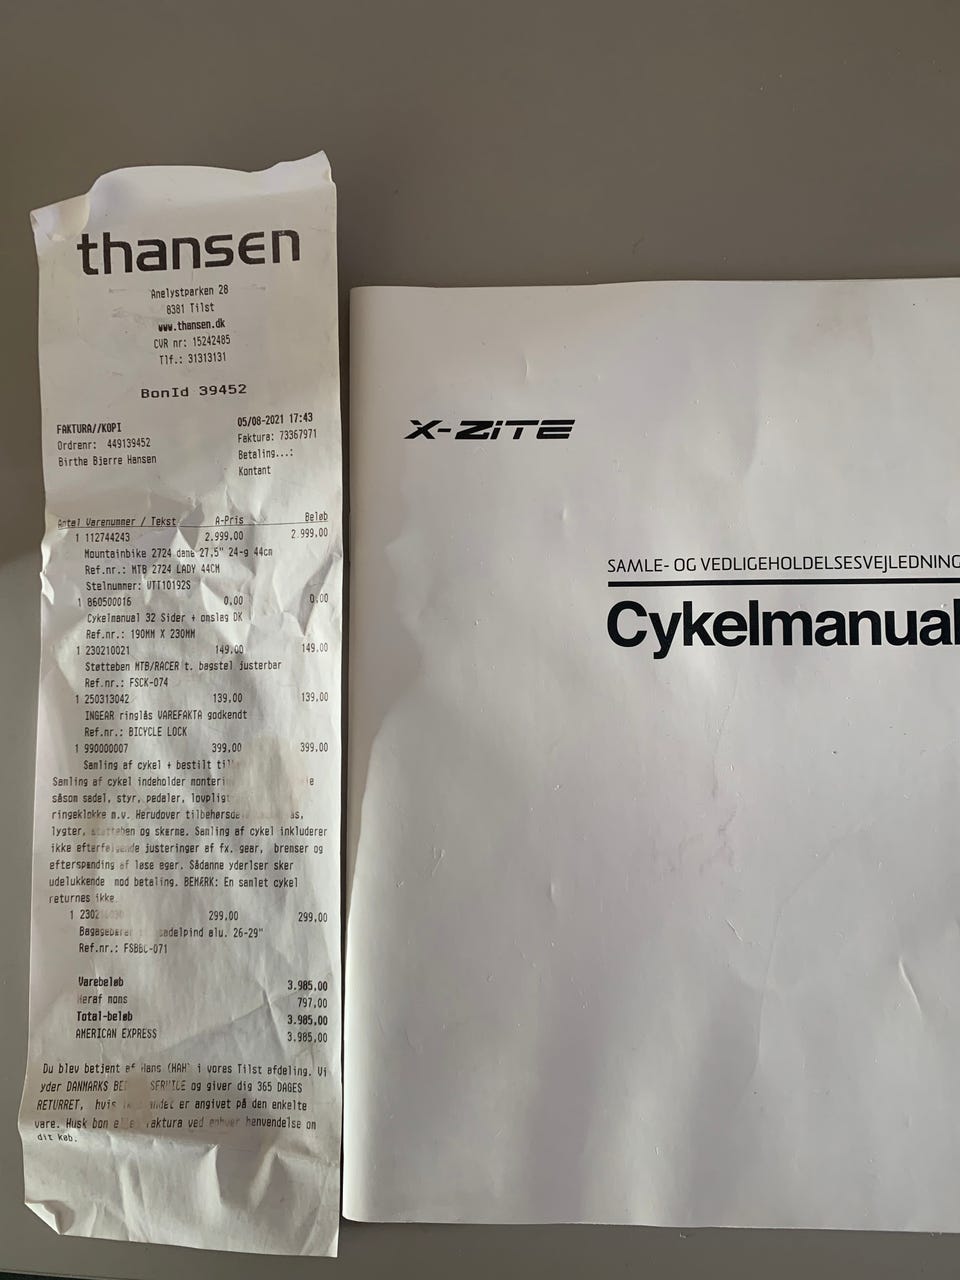 thansen
Anelystparken 28
8381 Tilst
www.thansen.dk
CVR nr: 15242485
Tlf.: 31313131
BonId 39452
FAKTURA//KOPI 05/08-2021 17:43
Ordrenr: 449139452 Faktura: 73367971
Birthe Bjerre Hansen Betaling...:
Kontant
Antal Varenummer / Tekst A-Pris Beløb
1 112744243 2.999,00 2.999,00
Mountainbike 2724 dame 27,5" 24-g 44cm
Ref.nr.: MTB 2724 LADY 44CM
Stelnummer: VTI10192S
1 860500016 0,00 0,00
Cykelmanual 32 Sider + omslag DK
Ref.nr.: 190MM X 230MM
1 230210021 149,00 149,00
Støtteben MTB/RACER t. bagstel justerbar
Ref.nr.: FSCK-074
1 250313042 139,00 139,00
INGEAR ringlås VAREFAKTA godkendt
Ref.nr.: BICYCLE LOCK
1 990000007 399,00 399,00
Samling af cykel + bestilt
Samling af cykel indeholder
såsom sadel, styr, pedaler,
ringeklokke m.v. Herudover
lygter, støtteben og skærme. Samling af cykel inkluderer
ikke efterfølgende justeringer af fx. gear, bremser og
efterspænding af løse eger. Sådanne ydelser sker
udelukkende mod betaling. BEMÆRK: En samlet cykel
returnes ikke
1 299,00 299,00
sadelpind alu. 26-29"
Ref.nr.: FSBBC-071
Varebeløb 3.985,00
Heraf moms 797,00
Total-beløb 3.985,00
AMERICAN EXPRESS 3.985,00
Du blev betjent af Hans (HAH) i vores Tilst afdeling. Vi
yder DANMARKS SERVICE og giver dig 365 DAGES
RETURRET, hvis andet er angivet på den enkelte
vare. Husk bon faktura ved enhver henvendelse om
dit køb.
X-ZITE
SAMLE- OG VEDLIGEHOLDELSESVEJLEDNING
Cykelmanual